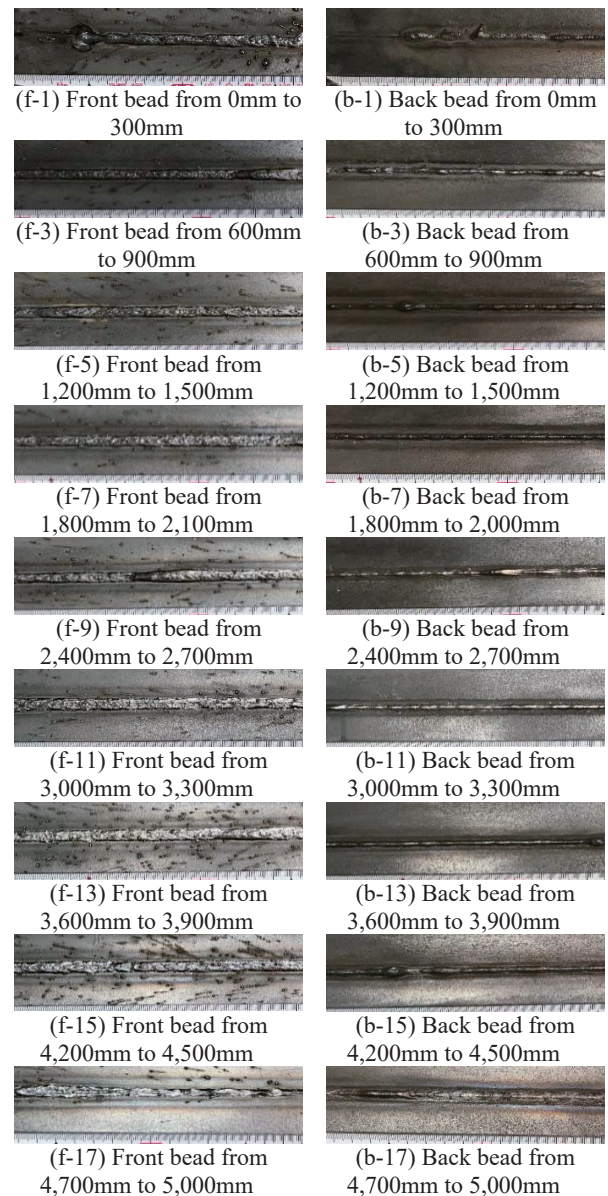 (f-1) Front bead from 0mm to
300mm
(b-1) Back bead from 0mm
to 300mm
(f-3) Front bead from 600mm
to 900mm
(b-3) Back bead from
600mm to 900mm
(f-5) Front bead from
1,200mm to 1,500mm
(b-5) Back bead from
1,200mm to 1,500mm
(f-7) Front bead from
1,800mm to 2,100mm
(b-7) Back bead from
1,800mm to 2,000mm
(f-9) Front bead from
2,400mm to 2,700mm
(b-9) Back bead from
2,400mm to 2,700mm
(f-11) Front bead from
3,000mm to 3,300mm
(b-11) Back bead from
3,000mm to 3,300mm
(f-13) Front bead from
3,600mm to 3,900mm
(b-13) Back bead from
3,600mm to 3,900mm
(f-15) Front bead from
4,200mm to 4,500mm
(b-15) Back bead from
4,200mm to 4,500mm
(f-17) Front bead from
4,700mm to 5,000mm
(b-17) Back bead from
4,700mm to 5,000mm